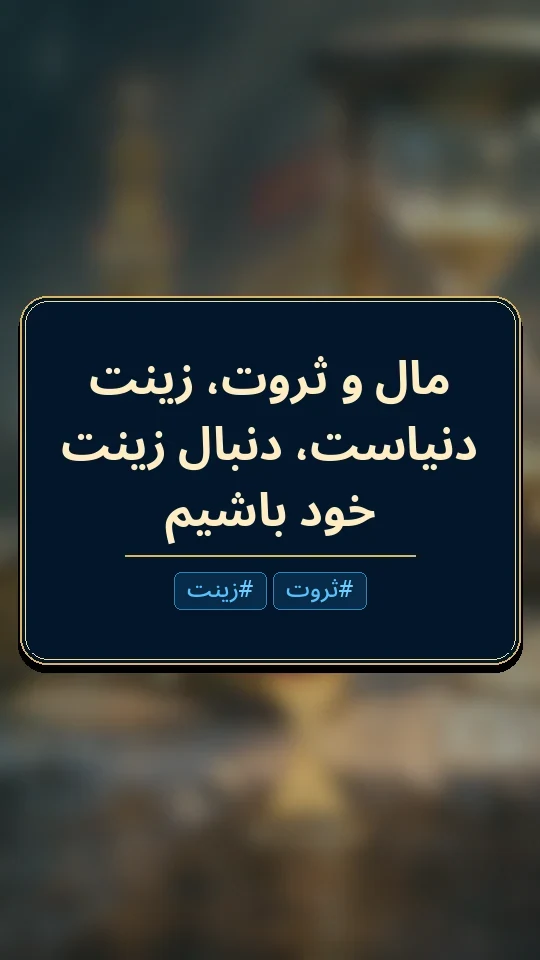 مال و ثروت، زینت
دنیاست، دنبال زینت
خود باشیم
#ثروت #زینت